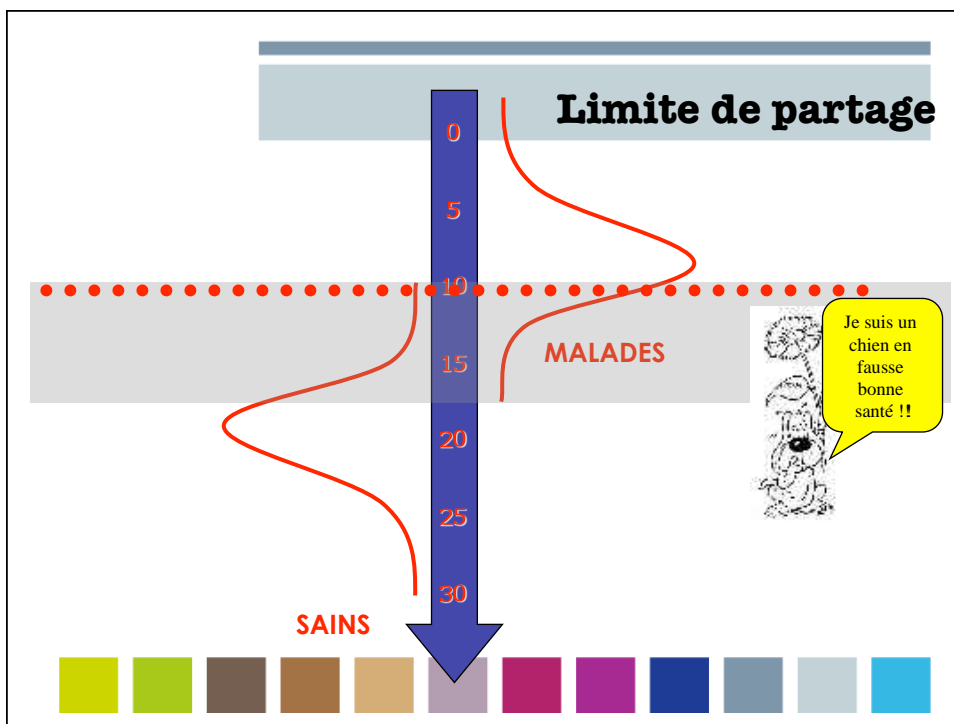 Limite de partage
0
5
10
15
20
25
30
MALADES
SAINS
Je suis un
chien en
fausse
bonne
santé !!